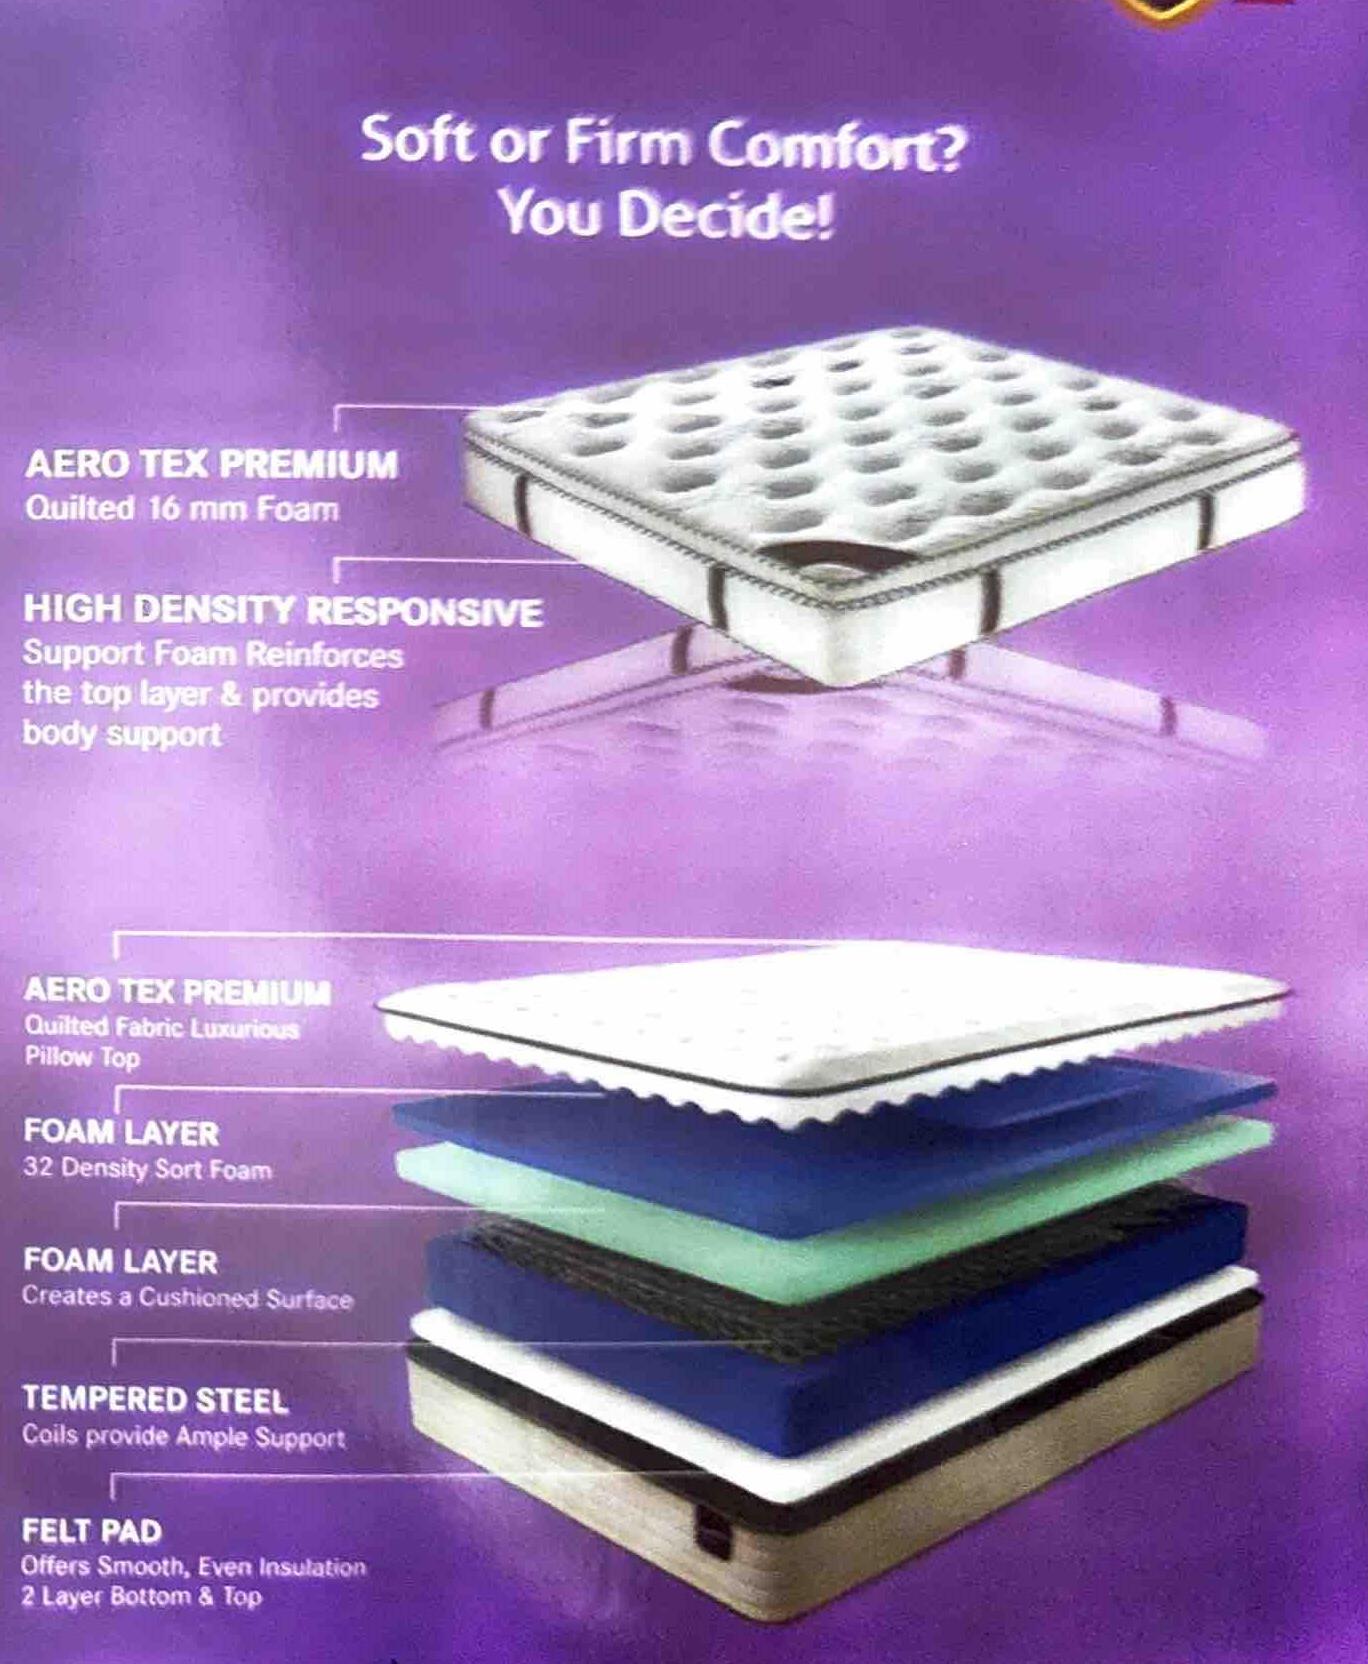 Soft or Firm Comfort?
You Decide!
AERO TEX PREMIUM
Quilted 16 mm Foam
HIGH DENSITY RESPONSIVE
Support Foam Reinforces
the top layer & provides
body support
AERO TEX PREMIUM
Quilted Fabric Luxurious
Pillow Top
FOAM LAYER
32 Density Sort Foam
FOAM LAYER
Creates a Cushioned Surface
TEMPERED STEEL
Coils provide Ample Support
FELT PAD
Offers Smooth, Even Insulation
2 Layer Bottom & Top